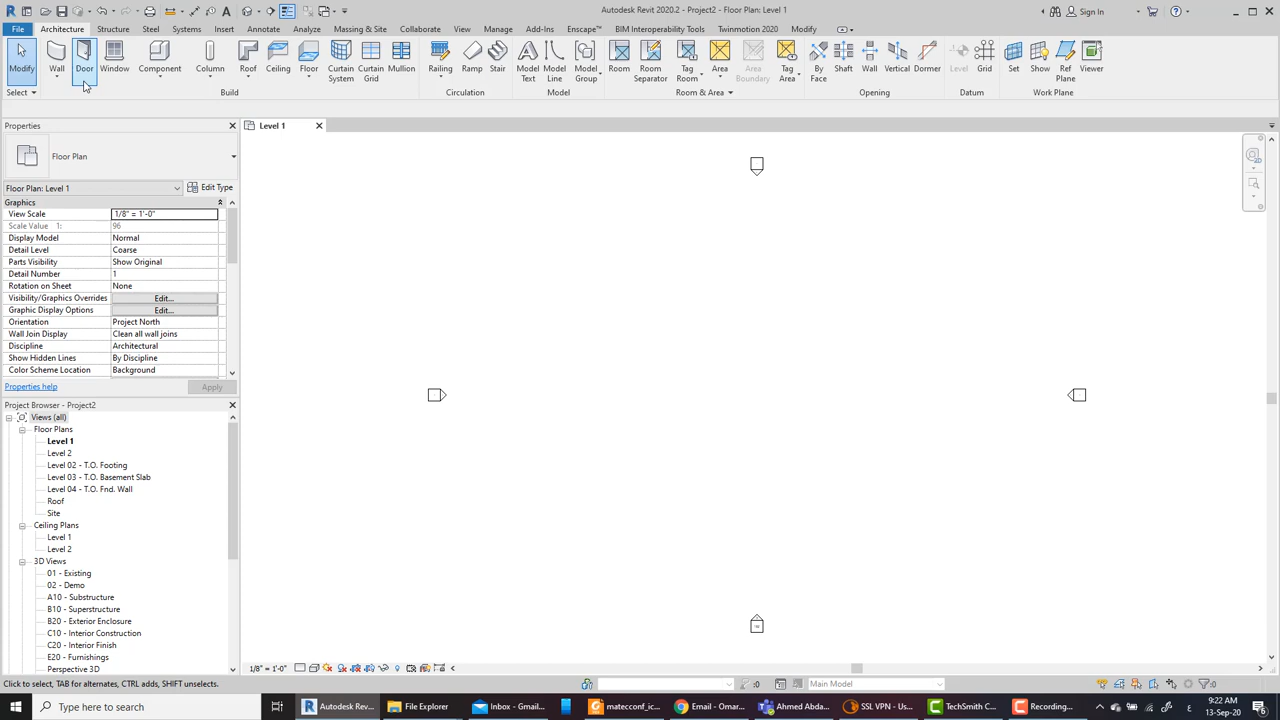 Autodesk Revit 2020.2 - Project2 - Floor Plan: Level 1
Sign In
File Architecture Structure Steel Systems Insert Annotate Analyze Massing & Site Collaborate View Manage Add-Ins Enscape™ BIM Interoperability Tools Twinmotion 2020 Modify
Modify Wall Door Window Component Column Roof Ceiling Floor Curtain System Curtain Grid Mullion Railing Ramp Stair Model Text Model Line Model Group Room Room Separator Tag Room Area Area Boundary Tag Area By Face Shaft Wall Vertical Dormer Level Grid Set Show Ref Plane Viewer
Select Build Circulation Model Room & Area Opening Datum Work Plane
Properties
Level 1
Floor Plan
Floor Plan: Level 1 Edit Type
Graphics
View Scale 1/8" = 1'-0"
Scale Value 1: 96
Display Model Normal
Detail Level Coarse
Parts Visibility Show Original
Detail Number 1
Rotation on Sheet None
Visibility/Graphics Overrides Edit...
Graphic Display Options Edit...
Orientation Project North
Wall Join Display Clean all wall joins
Discipline Architectural
Show Hidden Lines By Discipline
Color Scheme Location Background
Properties help Apply
Project Browser - Project2
Views (all)
Floor Plans
Level 1
Level 2
Level 02 - T.O. Footing
Level 03 - T.O. Basement Slab
Level 04 - T.O. Fnd. Wall
Roof
Site
Ceiling Plans
Level 1
Level 2
3D Views
01 - Existing
02 - Demo
A10 - Substructure
B10 - Superstructure
B20 - Exterior Enclosure
C10 - Interior Construction
C20 - Interior Finish
E20 - Furnishings
Perspective 3D
1/8" = 1'-0"
Click to select, TAB for alternates, CTRL adds, SHIFT unselects.
:0
Main Model
:0
Type here to search
Autodesk Rev...
File Explorer
Inbox - Gmail...
matecconf_ic...
Email - Omar...
Ahmed Abda...
SSL VPN - Us...
TechSmith C...
Recording...
9:22 AM
13-Sep-20